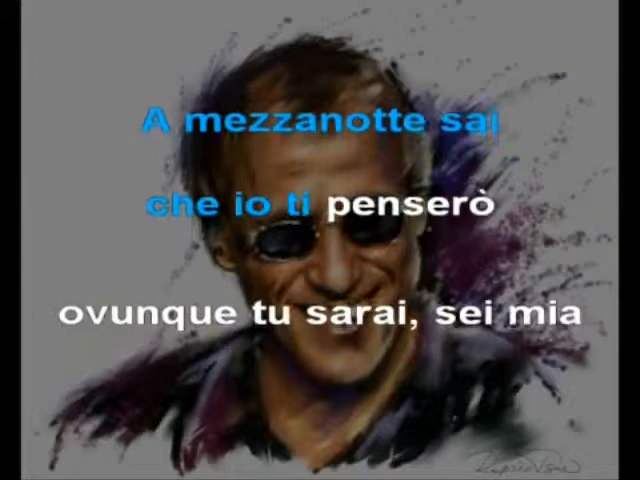 A mezzanotte sai
che io ti penserò
ovunque tu sarai, sei mia